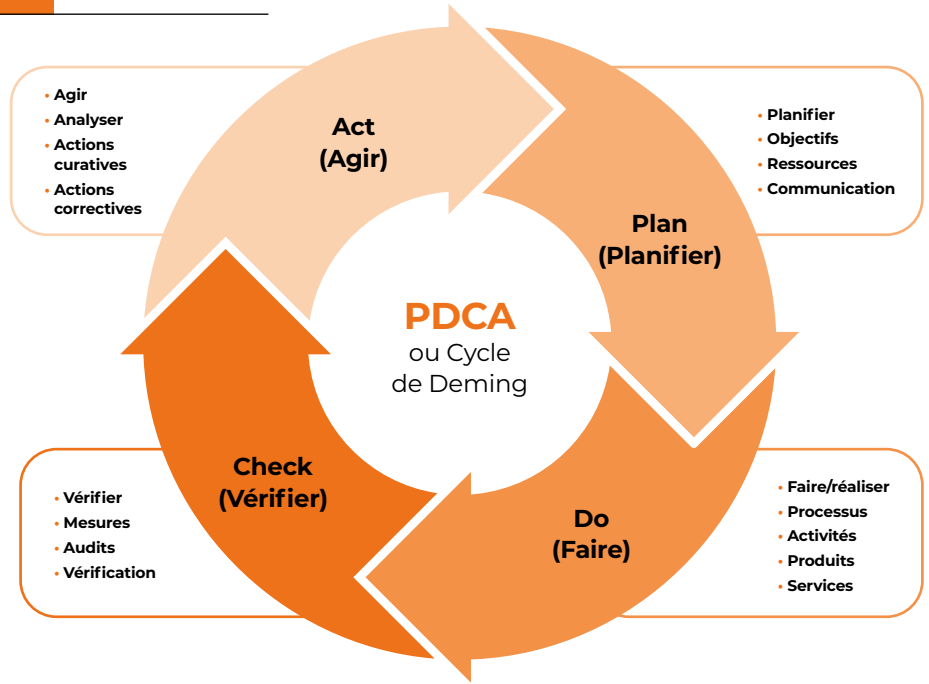 Act
(Agir)
• Agir
• Analyser
• Actions
curatives
• Actions
correctives
Plan
(Planifier)
• Planifier
• Objectifs
• Ressources
• Communication
PDCA
ou Cycle
de Deming
Check
(Vérifier)
• Vérifier
• Mesures
• Audits
• Vérification
Do
(Faire)
• Faire/réaliser
• Processus
• Activités
• Produits
• Services